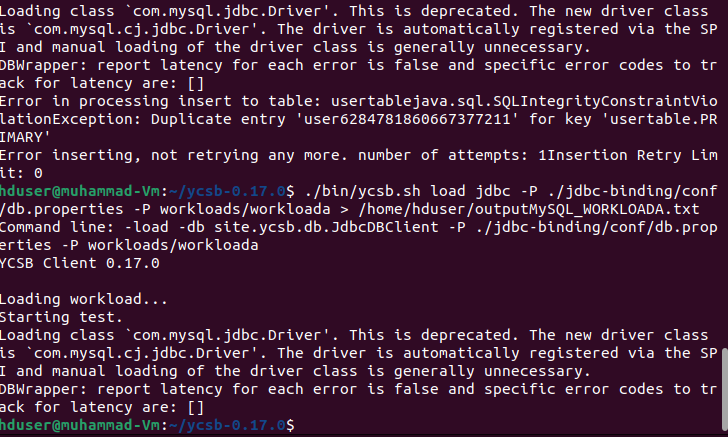 Loading class `com.mysql.jdbc.Driver'. This is deprecated. The new driver class
is `com.mysql.cj.jdbc.Driver'. The driver is automatically registered via the SP
I and manual loading of the driver class is generally unnecessary.
DBWrapper: report latency for each error is false and specific error codes to tr
ack for latency are: []
Error in processing insert to table: usertablejava.sql.SQLIntegrityConstraintVio
lationException: Duplicate entry 'user6284781860667377211' for key 'usertable.PR
IMARY'
Error inserting, not retrying any more. number of attempts: 1Insertion Retry Lim
it: 0
hduser@muhammad-Vm:~/ycsb-0.17.0$ ./bin/ycsb.sh load jdbc -P ./jdbc-binding/conf
/db.properties -P workloads/workloada > /home/hduser/outputMySQL_WORKLOADA.txt
Command line: -load -db site.ycsb.db.JdbcDBClient -P ./jdbc-binding/conf/db.prop
erties -P workloads/workloada
YCSB Client 0.17.0

Loading workload...
Starting test.
Loading class `com.mysql.jdbc.Driver'. This is deprecated. The new driver class
is `com.mysql.cj.jdbc.Driver'. The driver is automatically registered via the SP
I and manual loading of the driver class is generally unnecessary.
DBWrapper: report latency for each error is false and specific error codes to tr
ack for latency are: []
hduser@muhammad-Vm:~/ycsb-0.17.0$